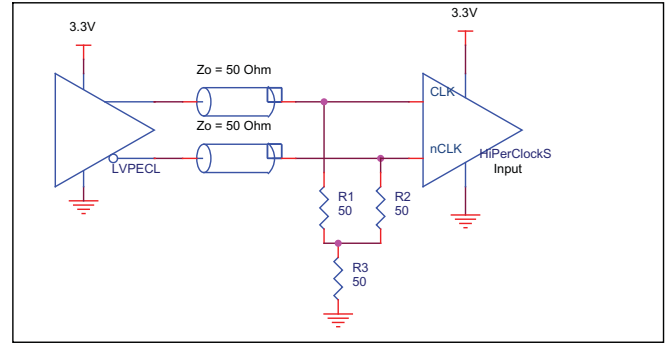 3.3V
3.3V
Zo = 50 Ohm
CLK
Zo = 50 Ohm
nCLK
HiPerClockS
LVPECL
Input
R1
50
R2
50
R3
50